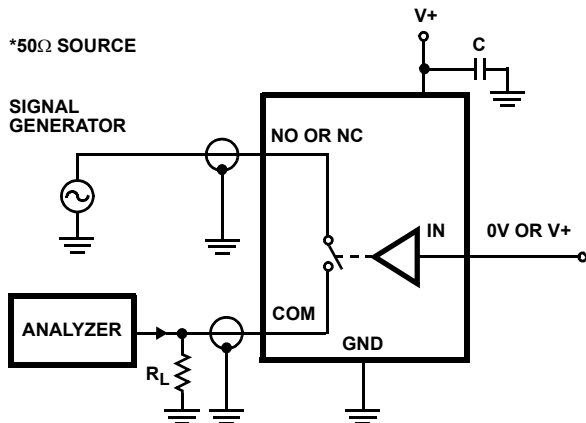 V+
*50Ω SOURCE
C
SIGNAL
GENERATOR
NO OR NC
IN
0V OR V+
COM
ANALYZER
GND
RL